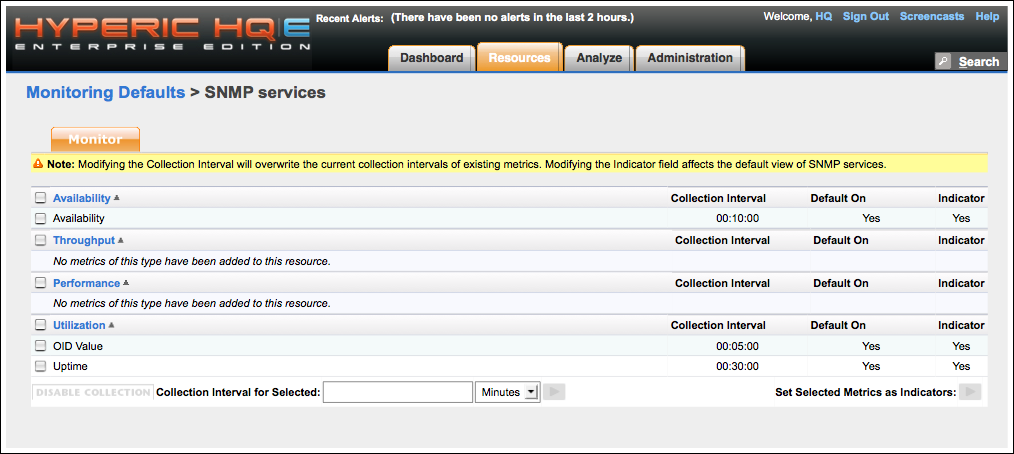 HYPERIC HQ|E
ENTERPRISE EDITION
Recent Alerts: (There have been no alerts in the last 2 hours.)
Welcome, HQ Sign Out Screencasts Help
Dashboard Resources Analyze Administration
Search
Monitoring Defaults > SNMP services
Monitor
Note: Modifying the Collection Interval will overwrite the current collection intervals of existing metrics. Modifying the Indicator field affects the default view of SNMP services.
Availability Collection Interval Default On Indicator
Availability 00:10:00 Yes Yes
Throughput Collection Interval Default On Indicator
No metrics of this type have been added to this resource.
Performance Collection Interval Default On Indicator
No metrics of this type have been added to this resource.
Utilization Collection Interval Default On Indicator
OID Value 00:05:00 Yes Yes
Uptime 00:30:00 Yes Yes
DISABLE COLLECTION Collection Interval for Selected: Minutes Set Selected Metrics as Indicators: